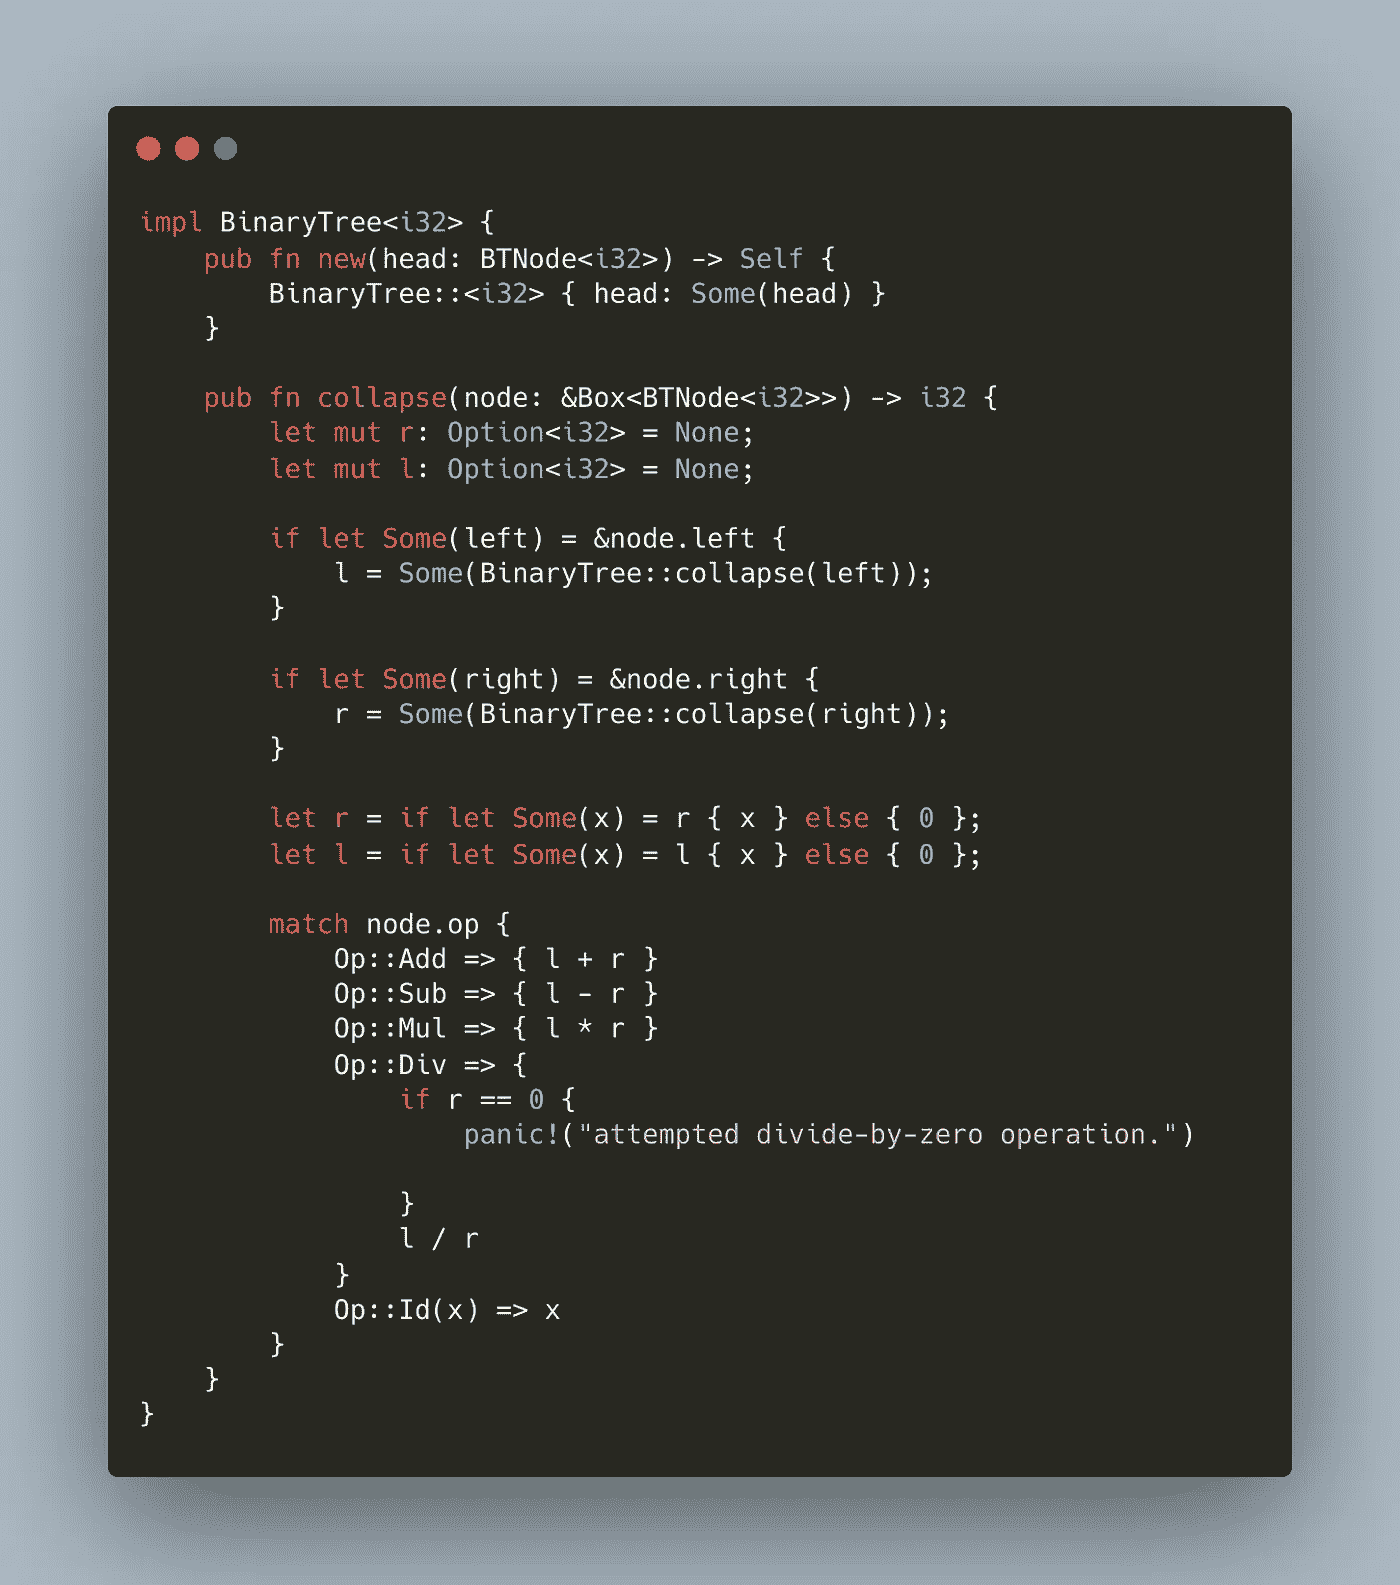 impl BinaryTree<i32> {
    pub fn new(head: BTNode<i32>) -> Self {
        BinaryTree::<i32> { head: Some(head) }
    }

    pub fn collapse(node: &Box<BTNode<i32>>) -> i32 {
        let mut r: Option<i32> = None;
        let mut l: Option<i32> = None;

        if let Some(left) = &node.left {
            l = Some(BinaryTree::collapse(left));
        }

        if let Some(right) = &node.right {
            r = Some(BinaryTree::collapse(right));
        }

        let r = if let Some(x) = r { x } else { 0 };
        let l = if let Some(x) = l { x } else { 0 };

        match node.op {
            Op::Add => { l + r }
            Op::Sub => { l - r }
            Op::Mul => { l * r }
            Op::Div => {
                if r == 0 {
                    panic!("attempted divide-by-zero operation.")

                }
                l / r
            }
            Op::Id(x) => x
        }
    }
}